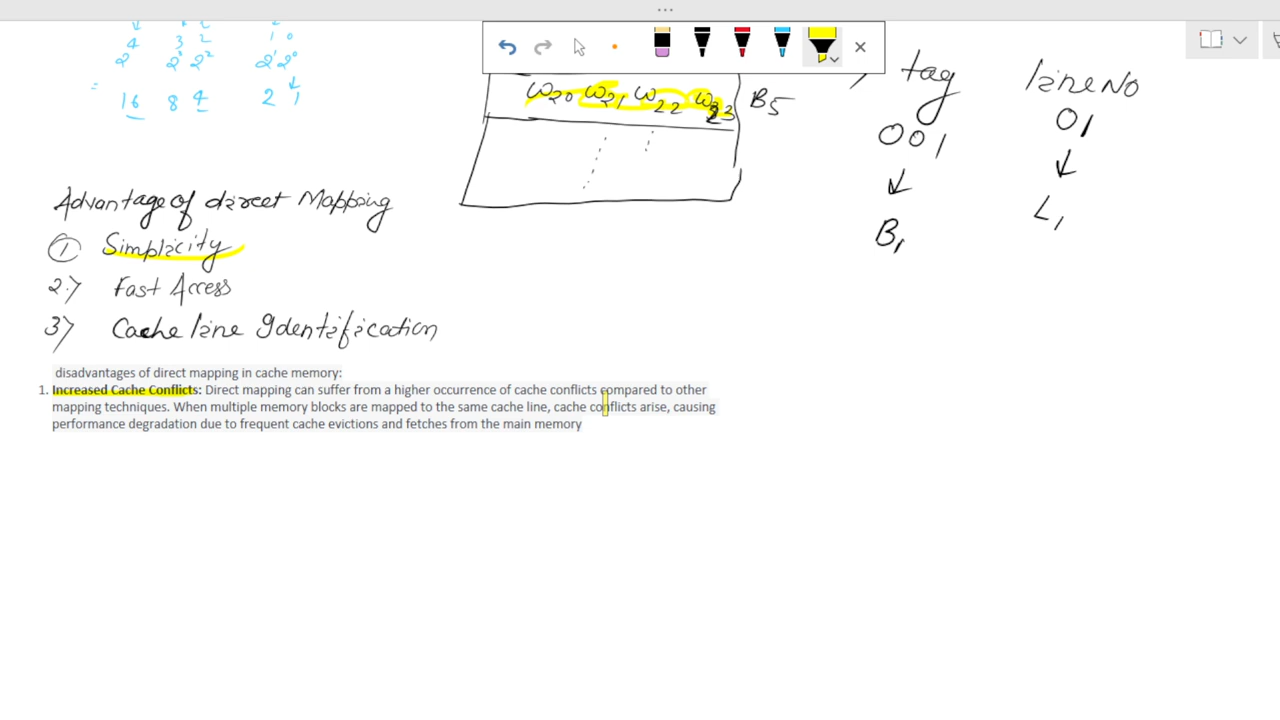 4 3 2 1 0
2⁴ 2³ 2² 2¹ 2⁰
= 16 8 4 2 1
W20 W21 W22 W23 B5
tag line No
001 01
B1 L1
Advantage of direct Mapping
① Simplicity
2.) Fast Access
3) Cache line Identification
disadvantages of direct mapping in cache memory:
1. Increased Cache Conflicts: Direct mapping can suffer from a higher occurrence of cache conflicts compared to other
mapping techniques. When multiple memory blocks are mapped to the same cache line, cache conflicts arise, causing
performance degradation due to frequent cache evictions and fetches from the main memory